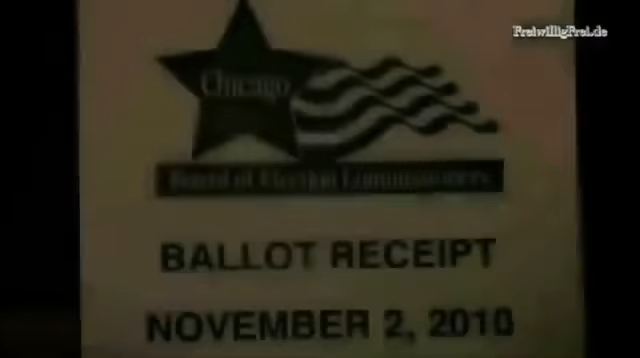 FreiwilligFrei.de
Chicago
Board of Election Commissioners
BALLOT RECEIPT
NOVEMBER 2, 2010